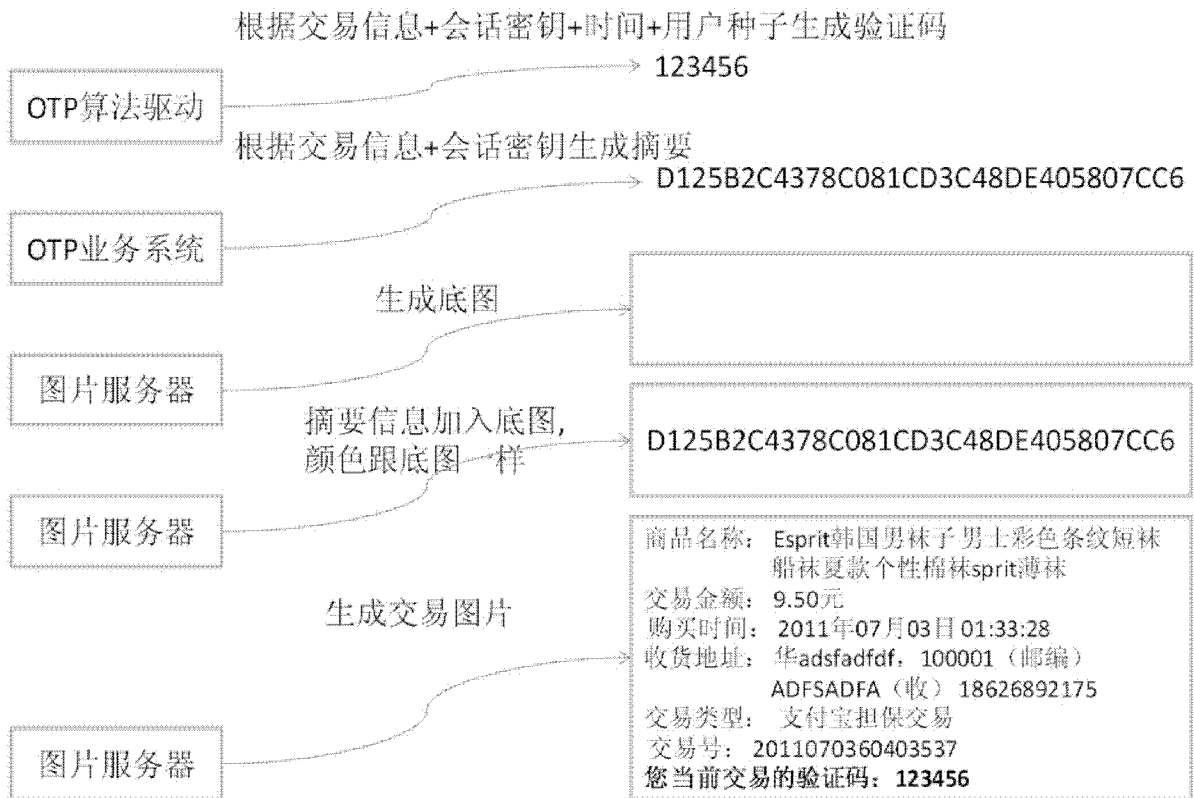 根据交易信息+会话密钥+时间+用户种子生成验证码
123456
OTP算法驱动
根据交易信息+会话密钥生成摘要
D125B2C4378C081CD3C48DE405807CC6
OTP业务系统
生成底图
图片服务器
摘要信息加入底图,
颜色跟底图 样
D125B2C4378C081CD3C48DE405807CC6
图片服务器
商品名称: Esprit韩国男袜子 男士彩色条纹短袜
船袜夏款个性棉袜sprit薄袜
交易金额: 9.50元
购买时间: 2011年07月03日 01:33:28
收货地址: 华adsfadfdf，100001（邮编）
ADFSADFA（收） 18626892175
交易类型: 支付宝担保交易
交易号: 2011070360403537
您当前交易的验证码: 123456
生成交易图片
图片服务器